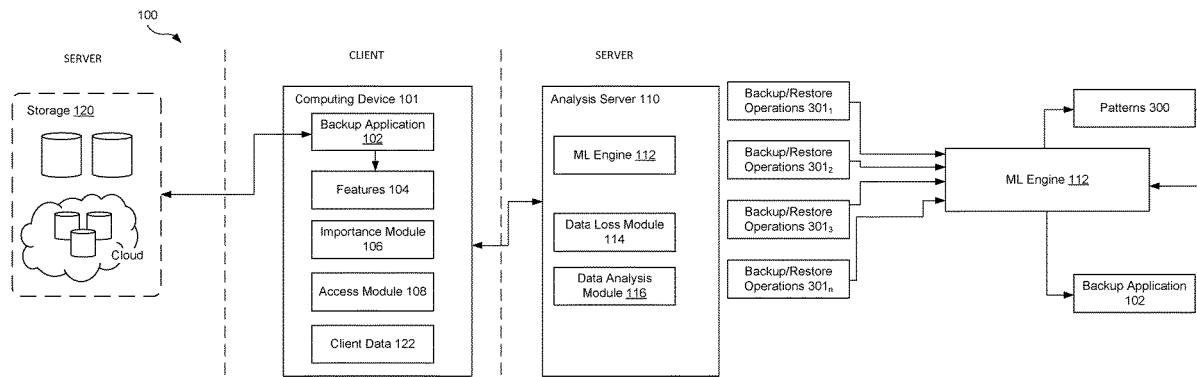 100
SERVER
CLIENT
SERVER
Storage 120
Cloud
Computing Device 101
Backup Application
102
Features 104
Importance Module
106
Access Module 108
Client Data 122
Analysis Server 110
ML Engine 112
Data Loss Module
114
Data Analysis
Module 116
Backup/Restore
Operations 301₁
Backup/Restore
Operations 301₂
Backup/Restore
Operations 301₃
Backup/Restore
Operations 301ₙ
ML Engine 112
Patterns 300
Backup Application
102